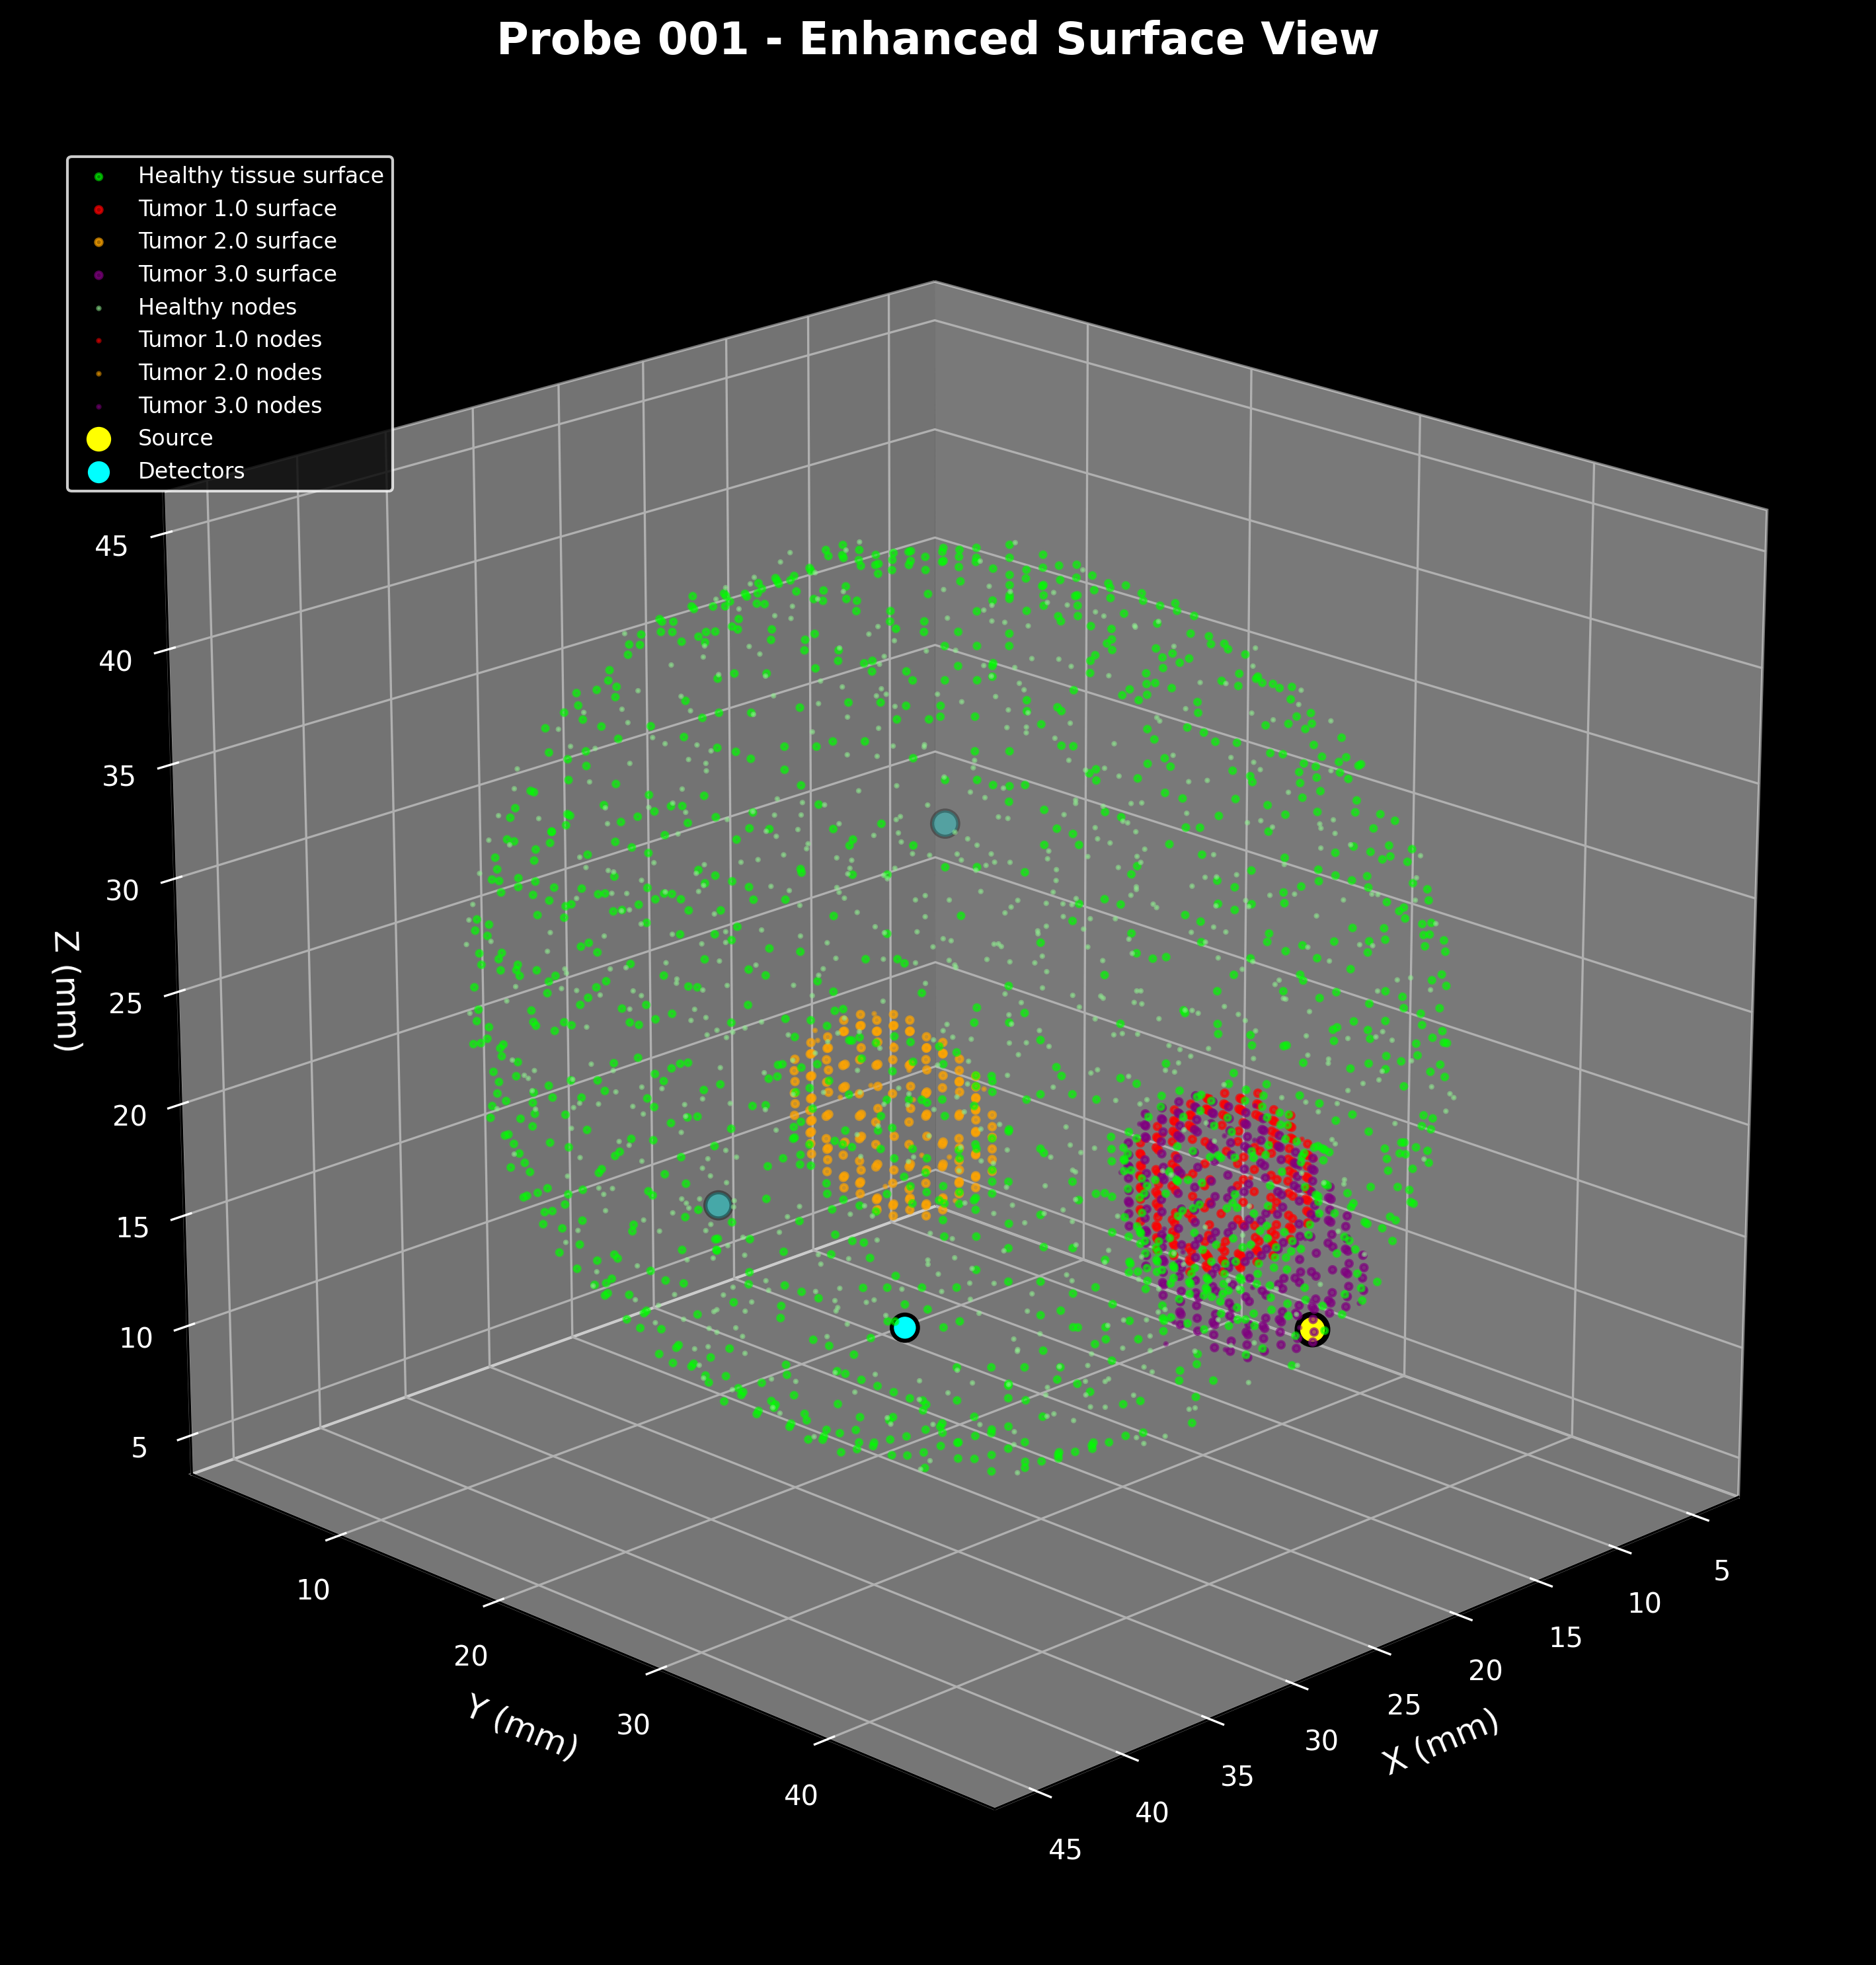 Probe 001 - Enhanced Surface View
Healthy tissue surface
Tumor 1.0 surface
Tumor 2.0 surface
Tumor 3.0 surface
Healthy nodes
Tumor 1.0 nodes
Tumor 2.0 nodes
Tumor 3.0 nodes
Source
Detectors
45
40
35
30
25
20
15
10
5
Z (mm)
10
20
30
40
Y (mm)
5
10
15
20
25
30
35
40
45
X (mm)